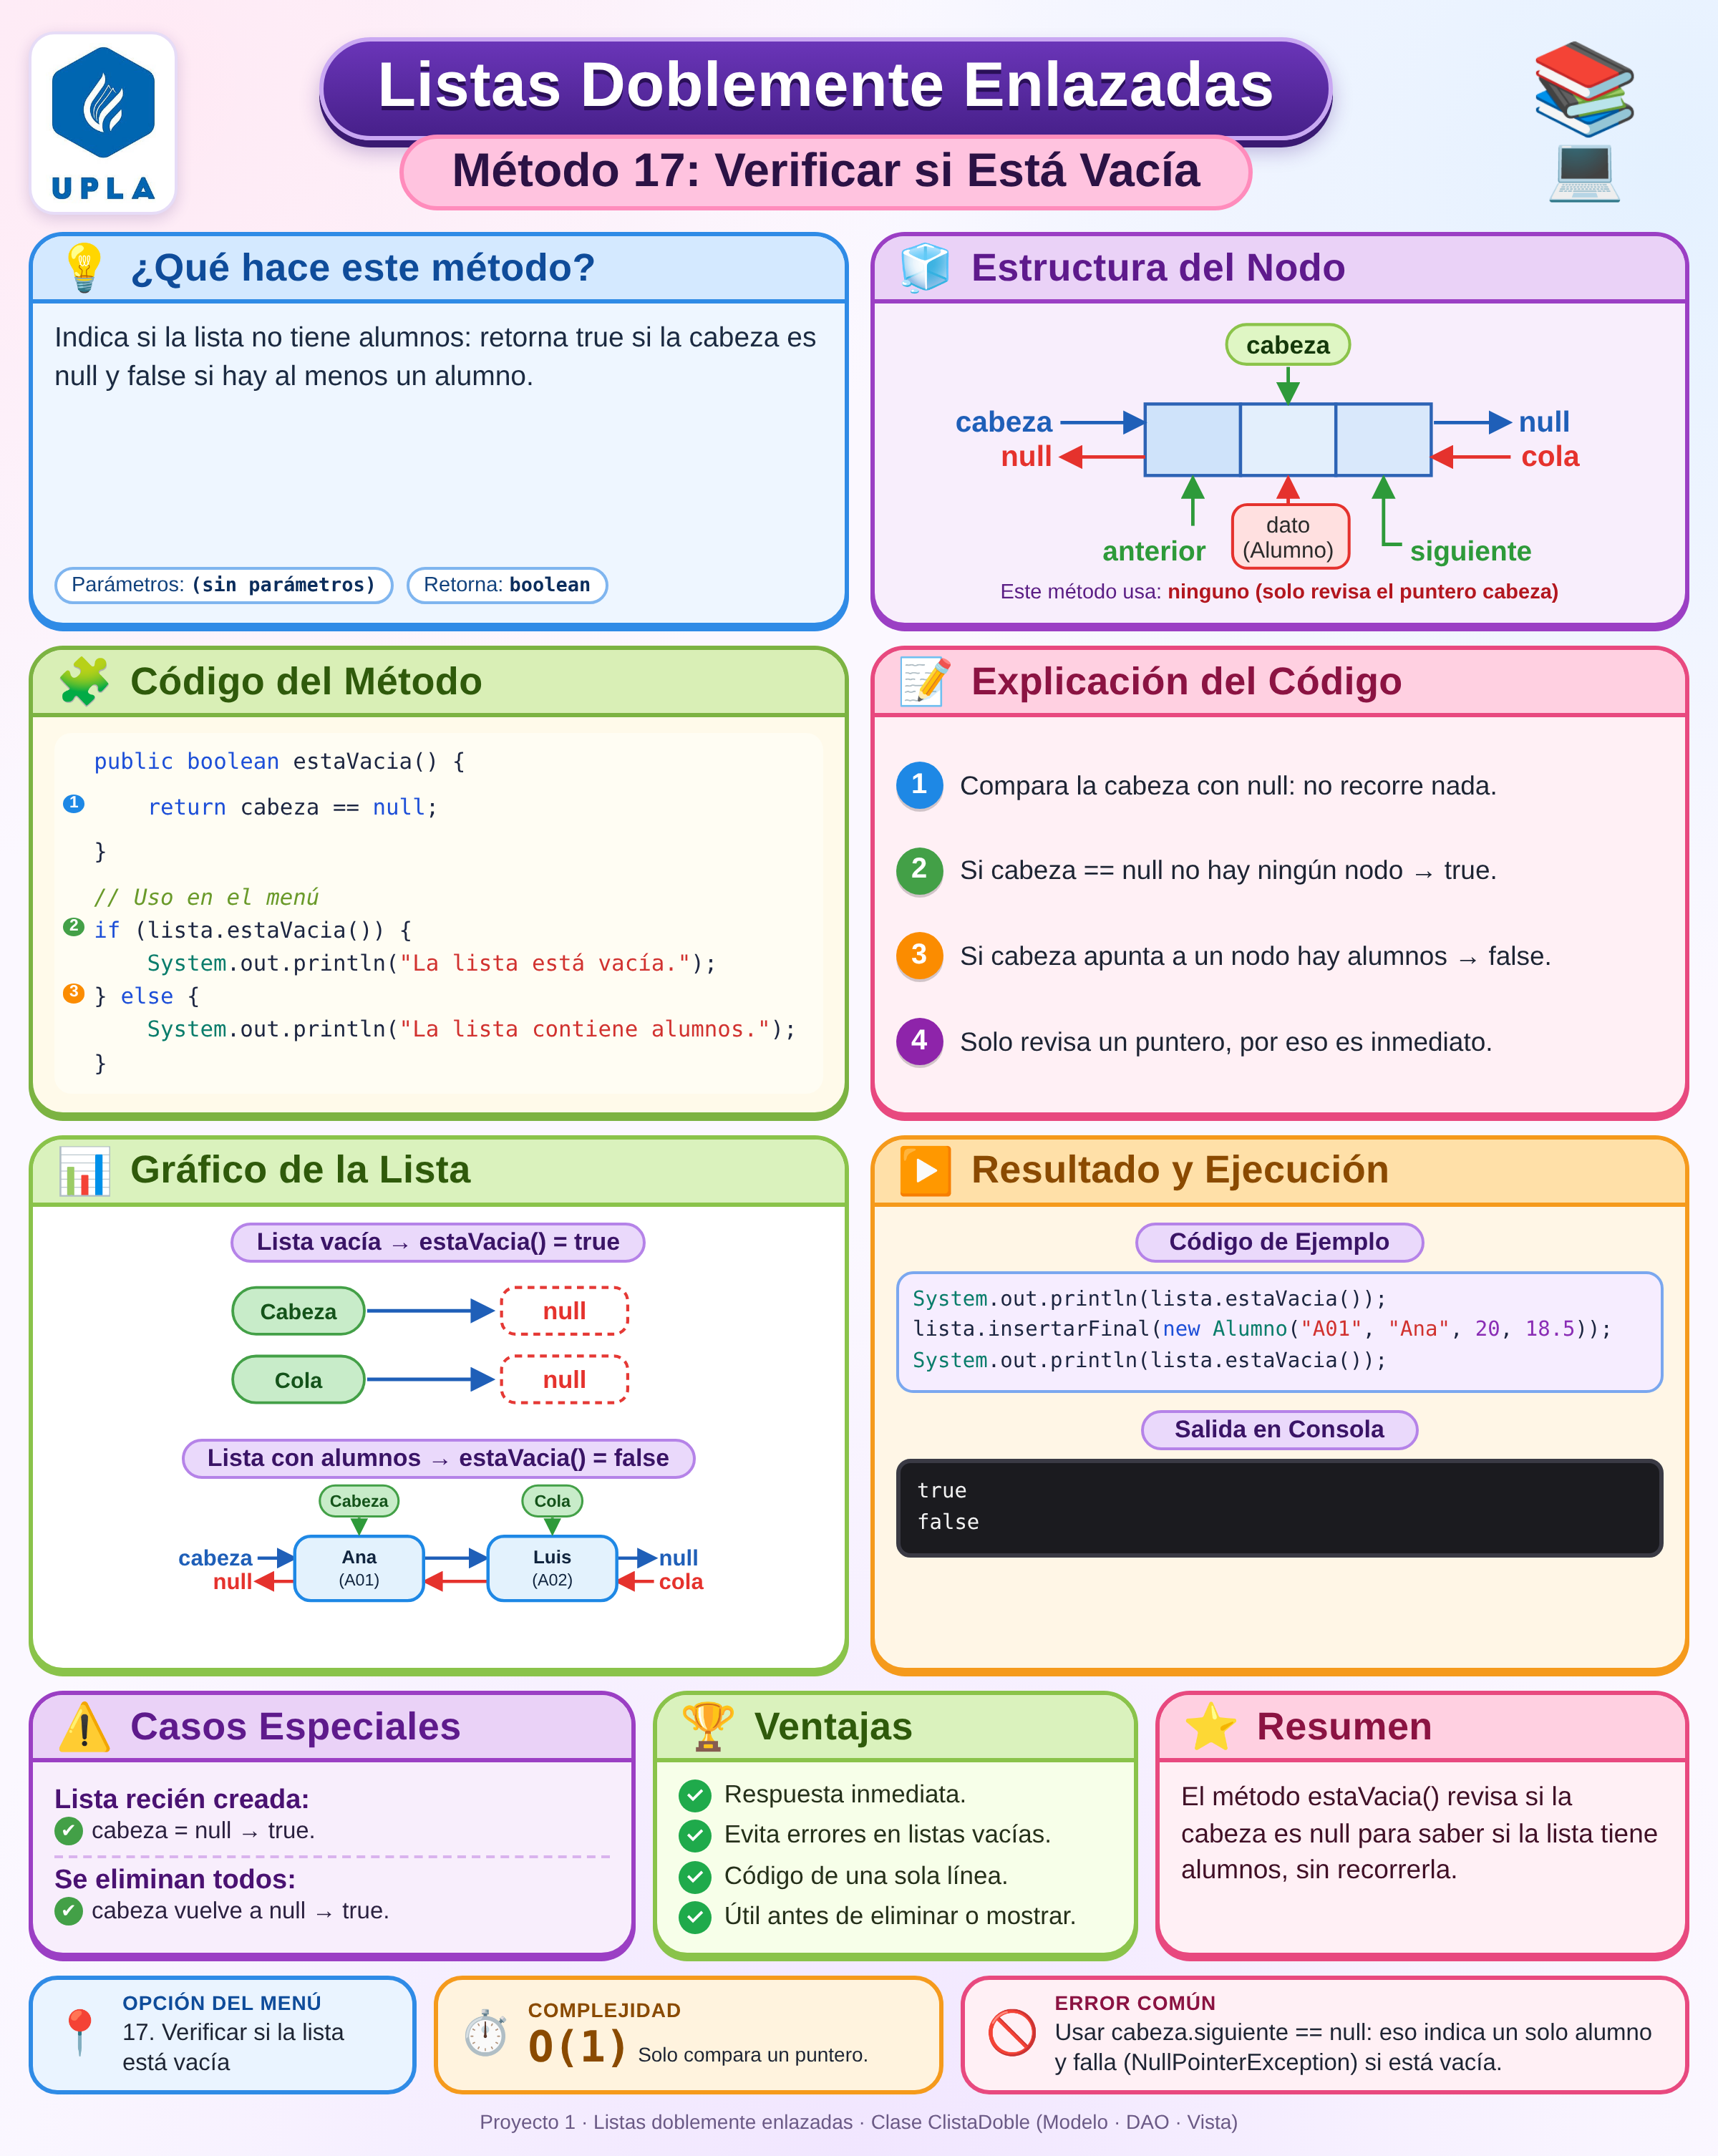 UPLA
Listas Doblemente Enlazadas
Método 17: Verificar si Está Vacía
¿Qué hace este método?
Indica si la lista no tiene alumnos: retorna true si la cabeza es
null y false si hay al menos un alumno.
Parámetros: (sin parámetros)
Retorna: boolean
Estructura del Nodo
cabeza
cabeza
null
null
cola
anterior
dato
(Alumno)
siguiente
Este método usa: ninguno (solo revisa el puntero cabeza)
Código del Método
public boolean estaVacia() {
1 return cabeza == null;
}
// Uso en el menú
2 if (lista.estaVacia()) {
System.out.println("La lista está vacía.");
3 } else {
System.out.println("La lista contiene alumnos.");
}
Explicación del Código
1 Compara la cabeza con null: no recorre nada.
2 Si cabeza == null no hay ningún nodo → true.
3 Si cabeza apunta a un nodo hay alumnos → false.
4 Solo revisa un puntero, por eso es inmediato.
Gráfico de la Lista
Lista vacía → estaVacia() = true
Cabeza null
Cola null
Lista con alumnos → estaVacia() = false
Cabeza Cola
cabeza
null
Ana
(A01)
Luis
(A02)
null
cola
Resultado y Ejecución
Código de Ejemplo
System.out.println(lista.estaVacia());
lista.insertarFinal(new Alumno("A01", "Ana", 20, 18.5));
System.out.println(lista.estaVacia());
Salida en Consola
true
false
Casos Especiales
Lista recién creada:
cabeza = null → true.
Se eliminan todos:
cabeza vuelve a null → true.
Ventajas
Respuesta inmediata.
Evita errores en listas vacías.
Código de una sola línea.
Útil antes de eliminar o mostrar.
Resumen
El método estaVacia() revisa si la
cabeza es null para saber si la lista tiene
alumnos, sin recorrerla.
OPCIÓN DEL MENÚ
17. Verificar si la lista
está vacía
COMPLEJIDAD
O(1) Solo compara un puntero.
ERROR COMÚN
Usar cabeza.siguiente == null: eso indica un solo alumno
y falla (NullPointerException) si está vacía.
Proyecto 1 · Listas doblemente enlazadas · Clase ClistaDoble (Modelo · DAO · Vista)